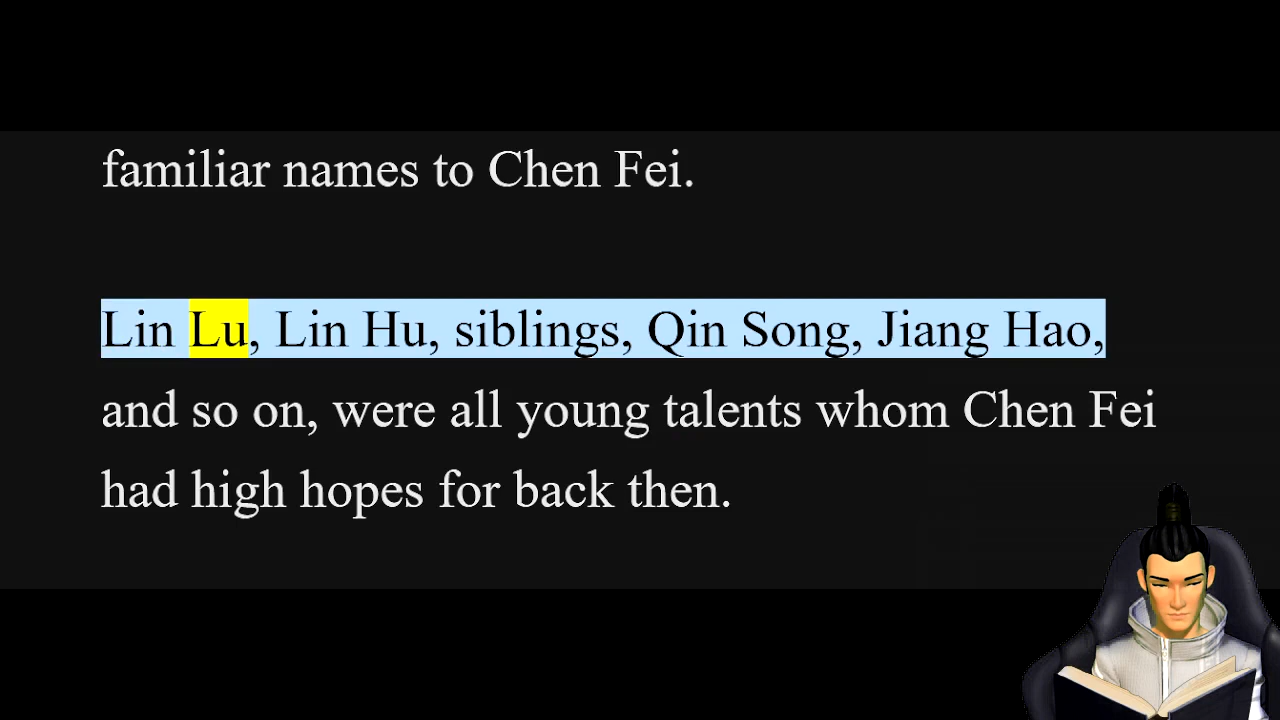 familiar names to Chen Fei.
Lin Lu, Lin Hu, siblings, Qin Song, Jiang Hao,
and so on, were all young talents whom Chen Fei
had high hopes for back then.